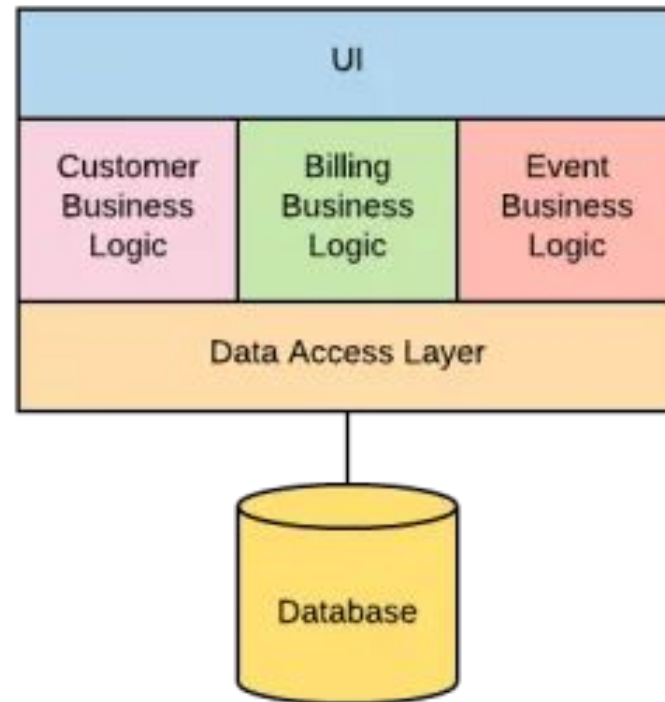 UI
Customer
Business
Logic
Billing
Business
Logic
Event
Business
Logic
Data Access Layer
Database